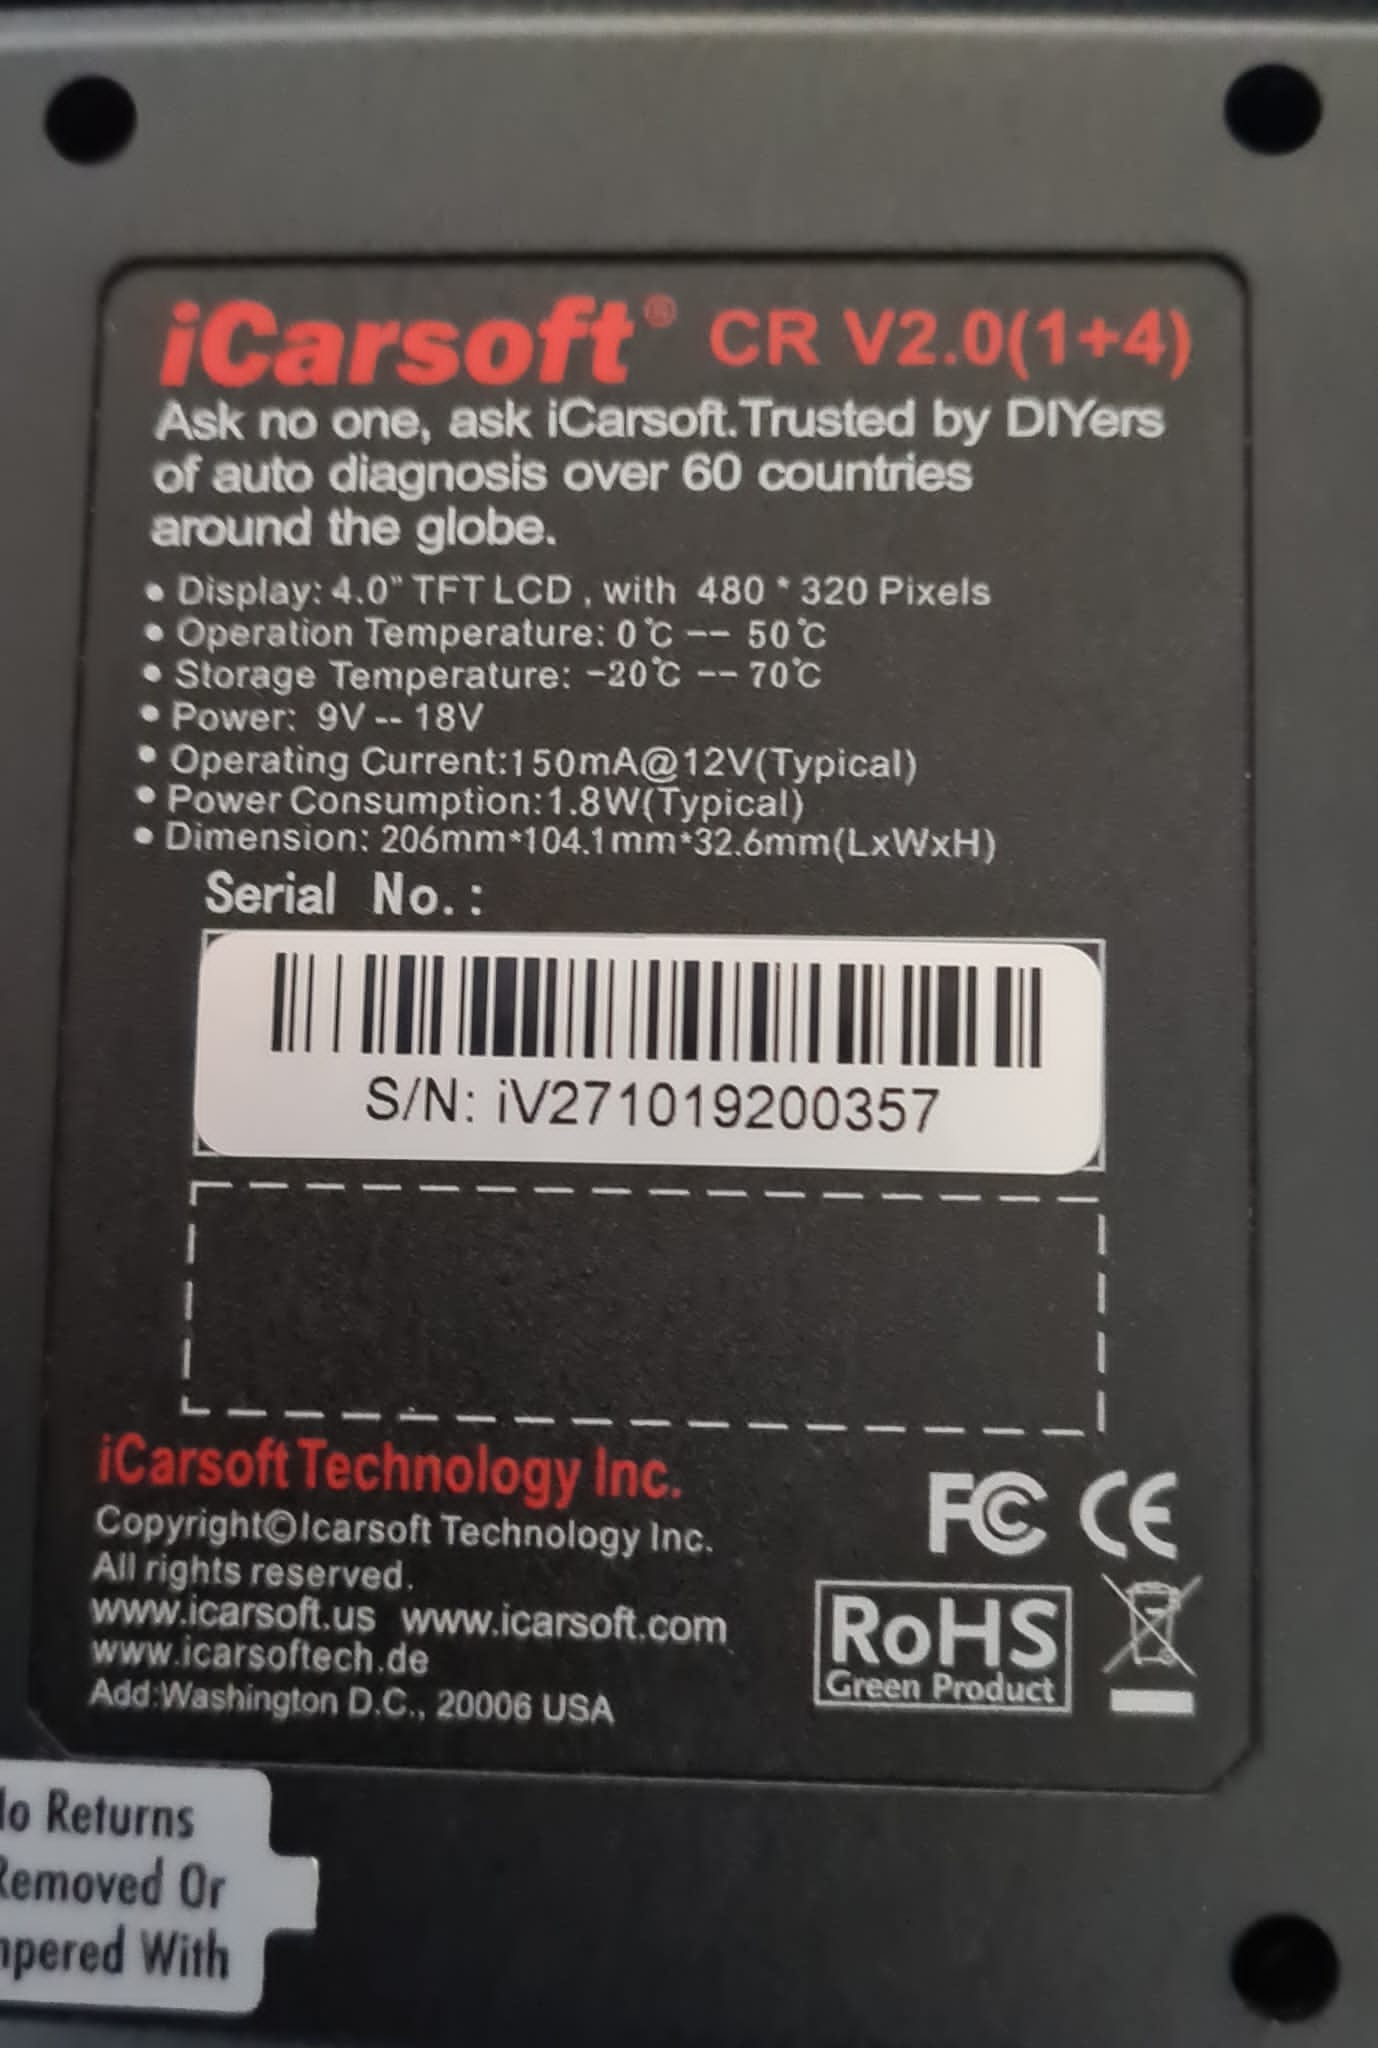 iCarsoft® CR V2.0(1+4)
Ask no one, ask iCarsoft.Trusted by DIYers
of auto diagnosis over 60 countries
around the globe.
• Display: 4.0" TFT LCD , with 480 * 320 Pixels
• Operation Temperature: 0℃ -- 50℃
• Storage Temperature: -20℃ -- 70℃
• Power: 9V -- 18V
• Operating Current:150mA@12V(Typical)
• Power Consumption:1.8W(Typical)
• Dimension: 206mm*104.1mm*32.6mm(LxWxH)
Serial No.:
S/N: iV271019200357
iCarsoft Technology Inc.
Copyright©Icarsoft Technology Inc.
All rights reserved.
www.icarsoft.us www.icarsoft.com
www.icarsoftech.de
Add:Washington D.C., 20006 USA
FC CE
RoHS
Green Product
Returns
Removed Or
With